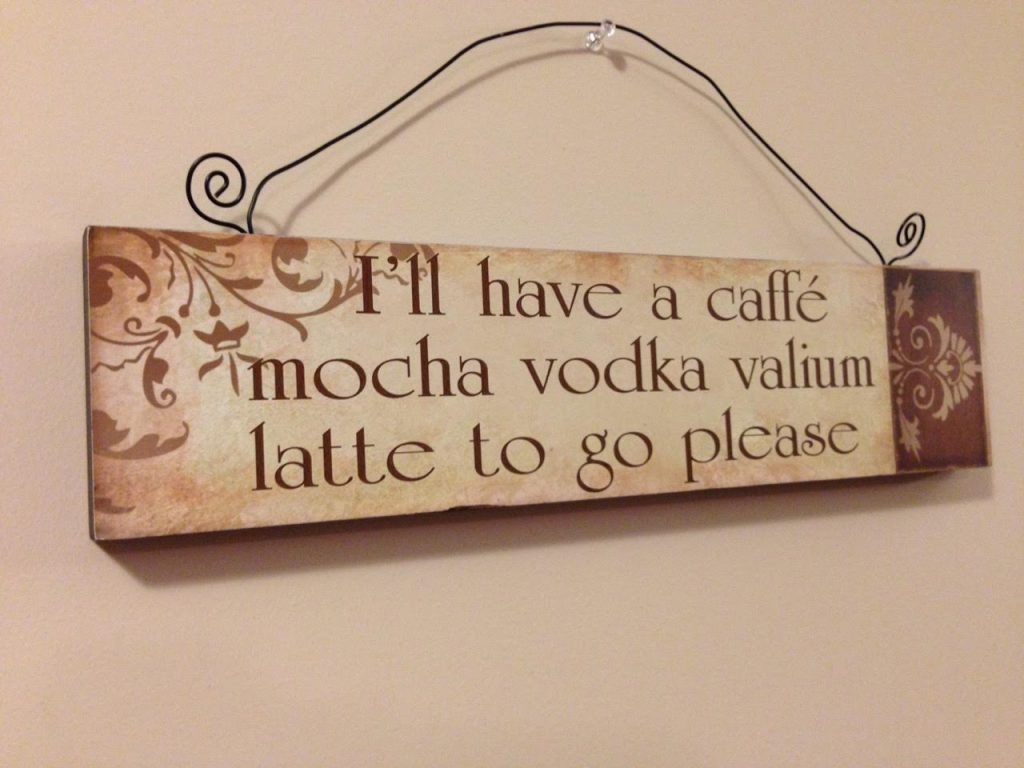 I'll have a caffé
mocha vodka valium
latte to go please